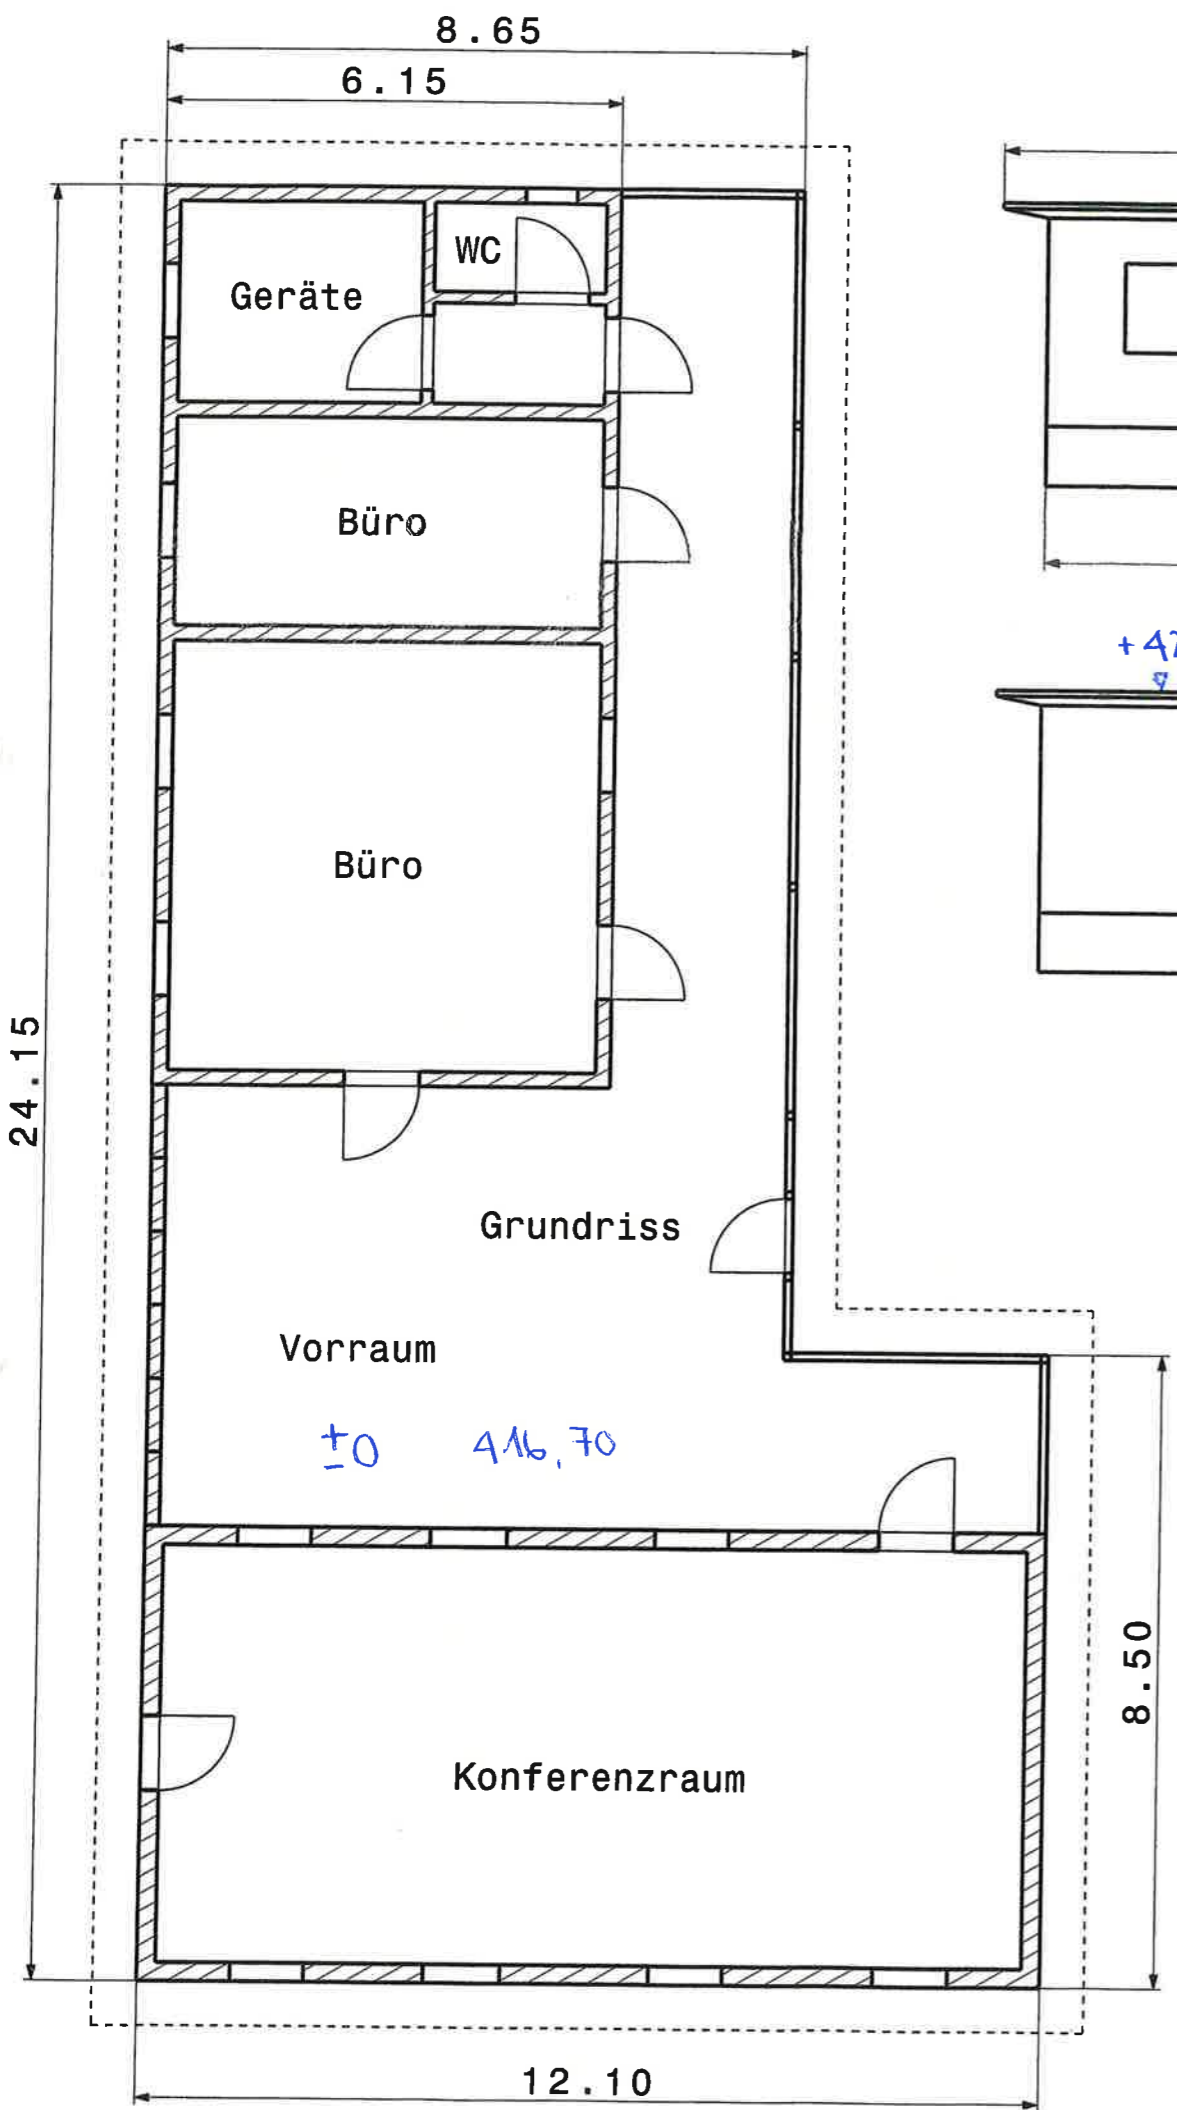 8.65
6.15
WC
Geräte
Büro
Büro
24.15
Grundriss
Vorraum
±0 416,70
8.50
Konferenzraum
12.10